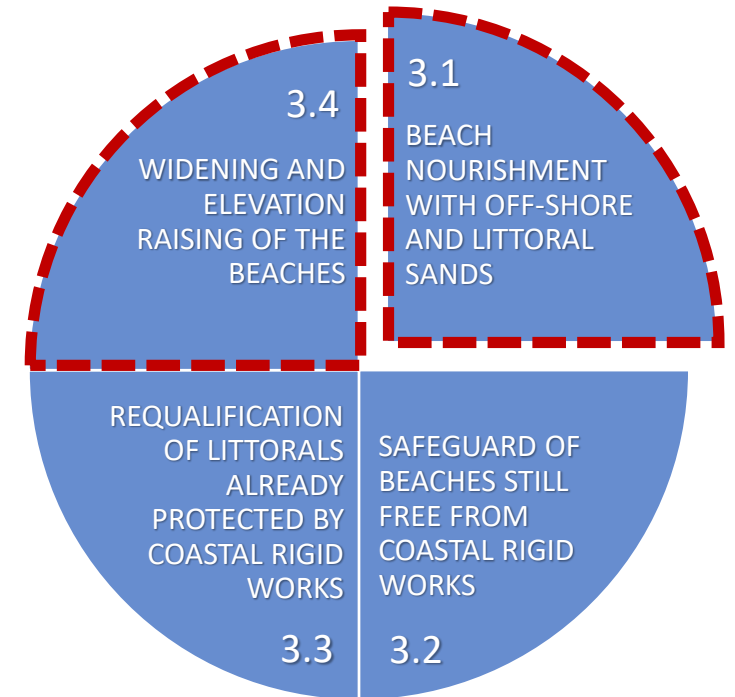 3.4
WIDENING AND
ELEVATION
RAISING OF THE
BEACHES
3.1
BEACH
NOURISHMENT
WITH OFF-SHORE
AND LITTORAL
SANDS
REQUALIFICATION
OF LITTORALS
ALREADY
PROTECTED BY
COASTAL RIGID
WORKS
3.3
SAFEGUARD OF
BEACHES STILL
FREE FROM
COASTAL RIGID
WORKS
3.2